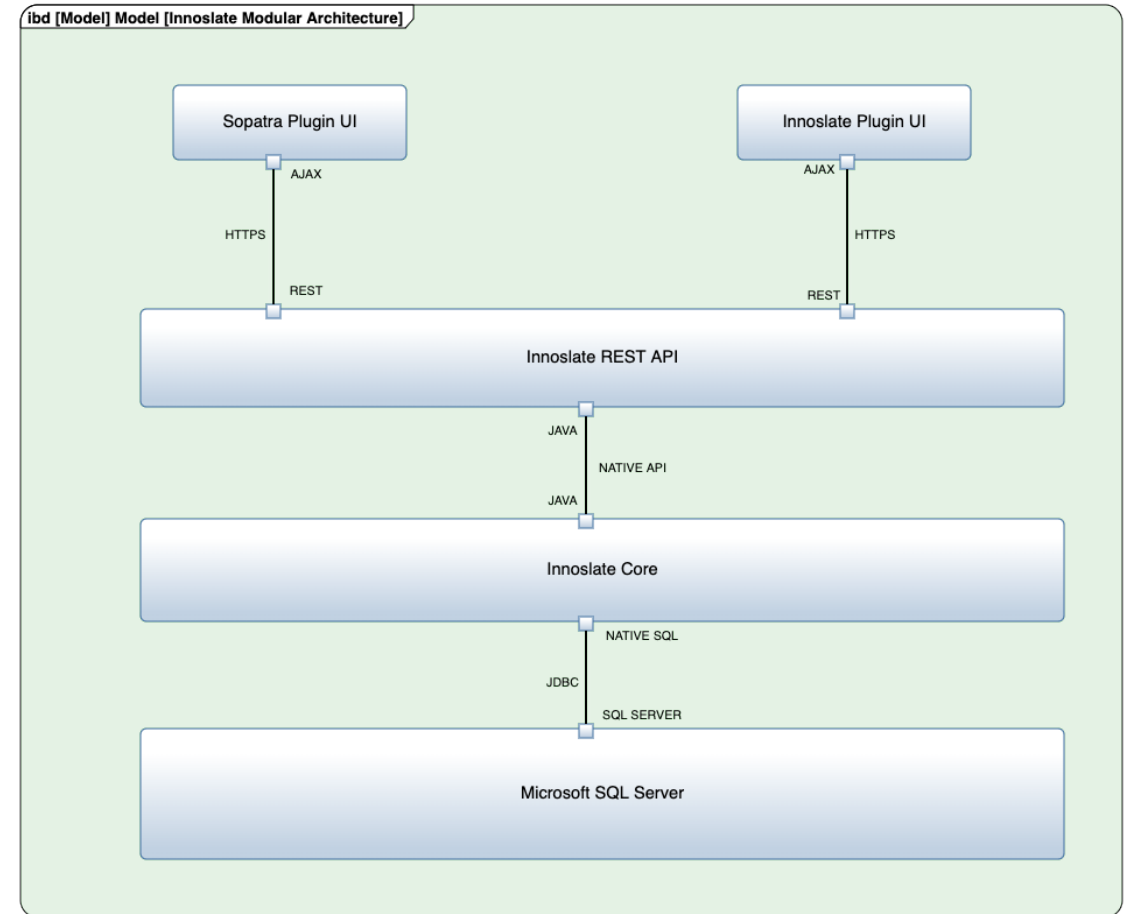 ibd [Model] Model [Innoslate Modular Architecture]
Sopatra Plugin UI
Innoslate Plugin UI
AJAX
AJAX
HTTPS
HTTPS
REST
REST
Innoslate REST API
JAVA
NATIVE API
JAVA
Innoslate Core
NATIVE SQL
JDBC
SQL SERVER
Microsoft SQL Server